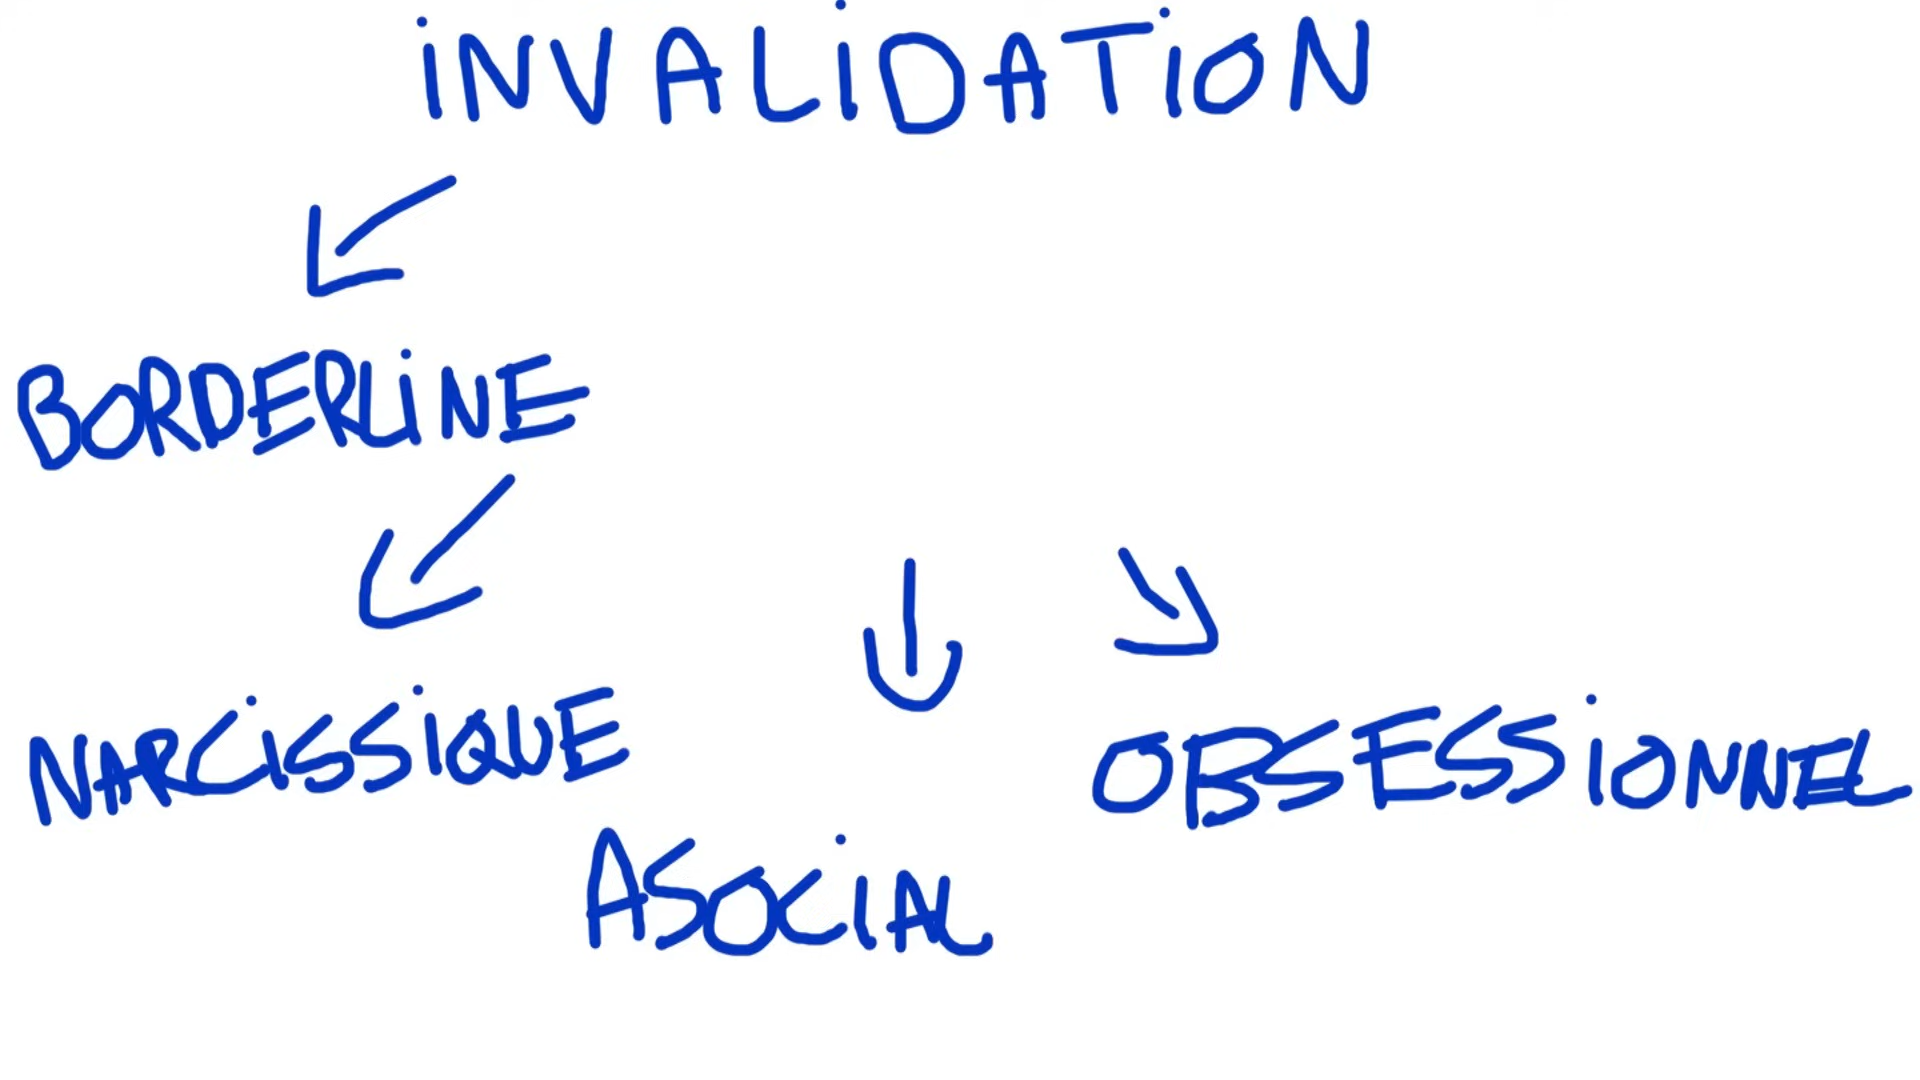 iNVALiDATiON
BORDERLiNE
NARCiSSiQUE
OBSESSiONNEL
ASOCiAL